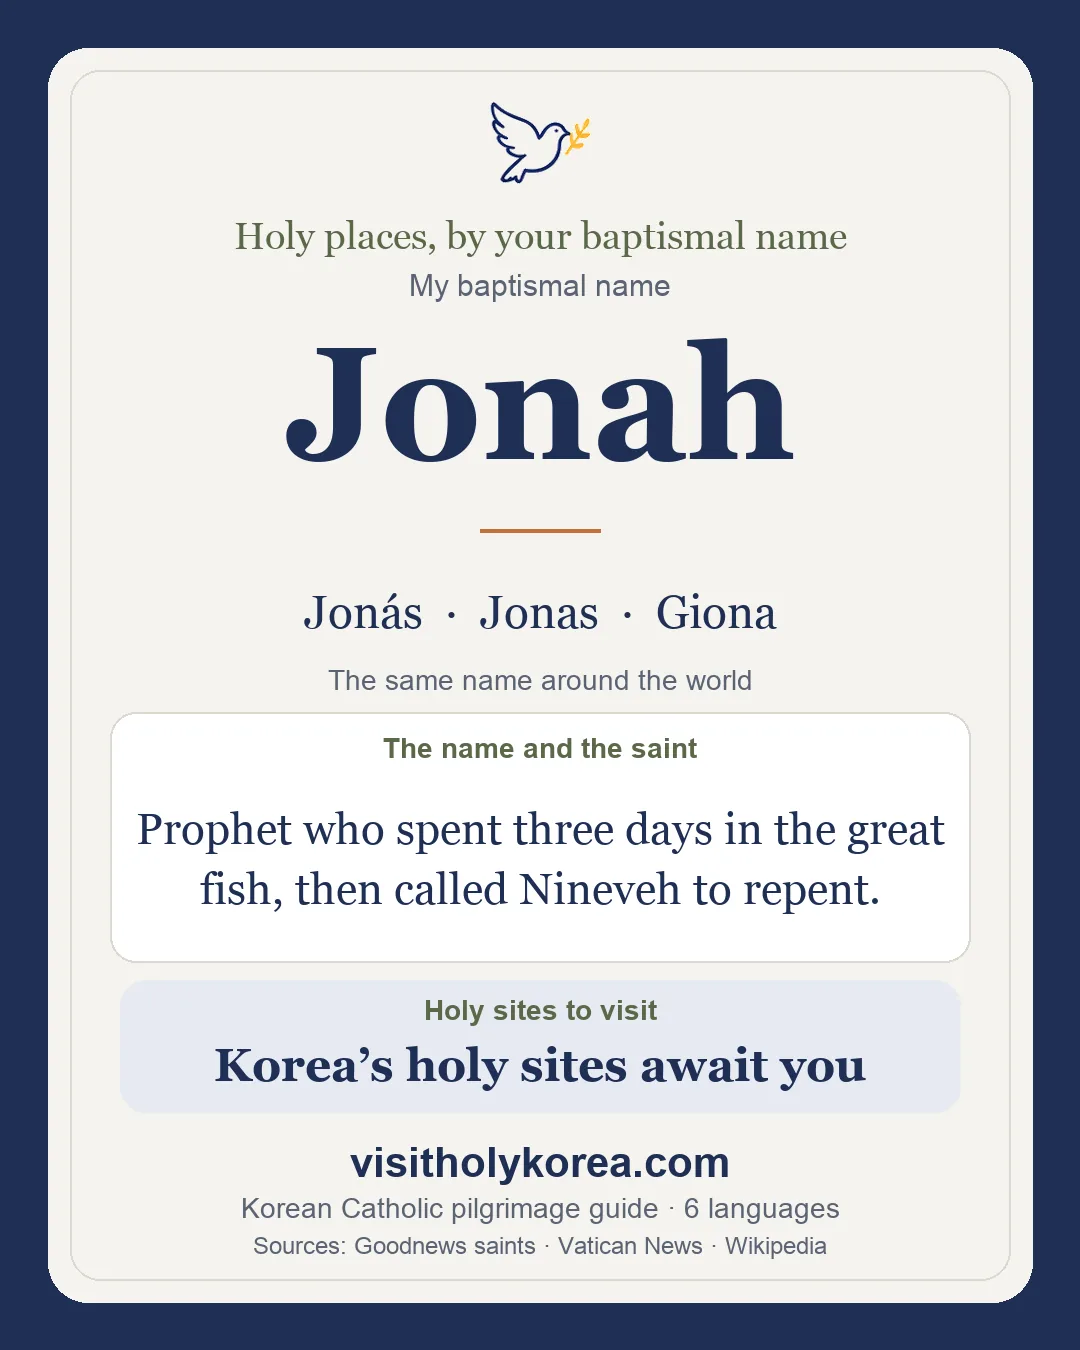 Holy places, by your baptismal name
My baptismal name
Jonah
Jonás · Jonas · Giona
The same name around the world
The name and the saint
Prophet who spent three days in the great
fish, then called Nineveh to repent.
Holy sites to visit
Korea’s holy sites await you
visitholykorea.com
Korean Catholic pilgrimage guide · 6 languages
Sources: Goodnews saints · Vatican News · Wikipedia